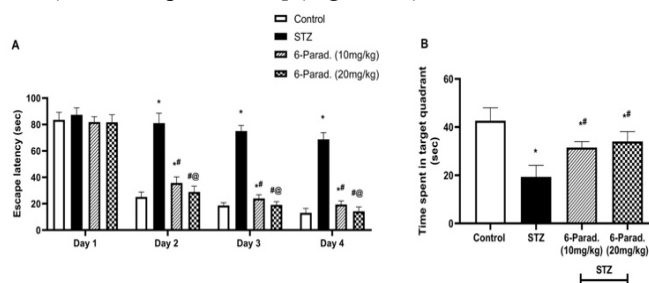 Control
STZ
6-Parad. (10mg/kg)
6-Parad. (20mg/kg)
A
Escape latency (sec)
100
80
60
40
20
0
*
*#
#@
*
*#
#@
*
*#
#@
Day 1
Day 2
Day 3
Day 4
B
Time spent in target quadrant
(sec)
60
40
20
0
*
*#
*#
Control
STZ
6-Parad.
(10mg/kg)
6-Parad.
(20mg/kg)
STZ